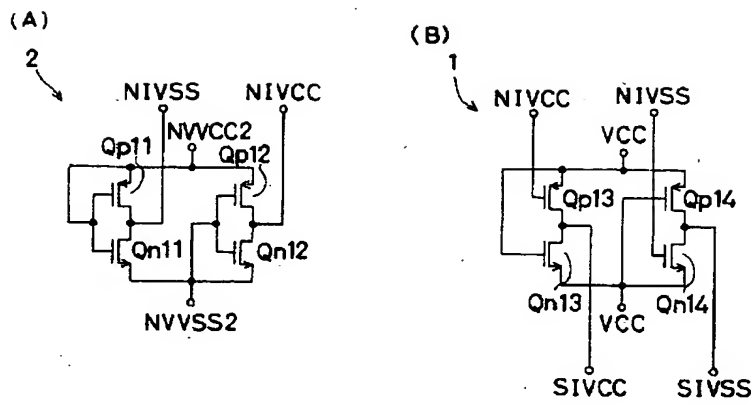 (A)
2
NIVSS NIVCC
NVVCC2
Qp11 Qp12
Qn11 Qn12
NVVSS2
(B)
1
NIVCC NIVSS
VCC
Qp13 Qp14
Qn13 Qn14
VCC
SIVCC SIVSS